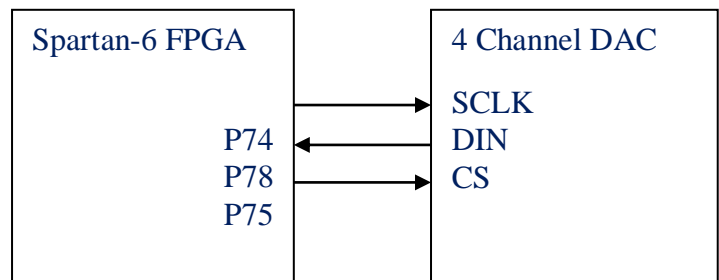 Spartan-6 FPGA
P74
P78
P75
4 Channel DAC
SCLK
DIN
CS